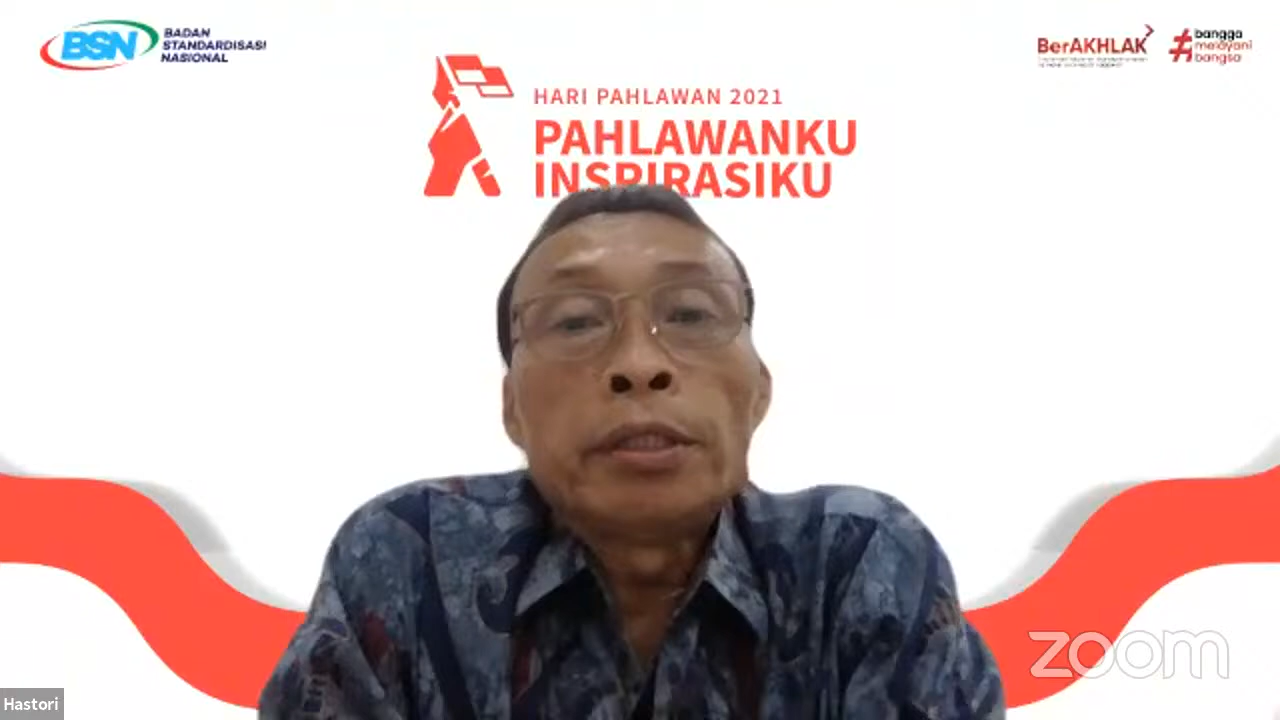 BSN
BADAN
STANDARDISASI
NASIONAL
BerAKHLAK
#bangga
melayani
bangsa
HARI PAHLAWAN 2021
PAHLAWANKU
INSPIRASIKU
zoom
Hastori